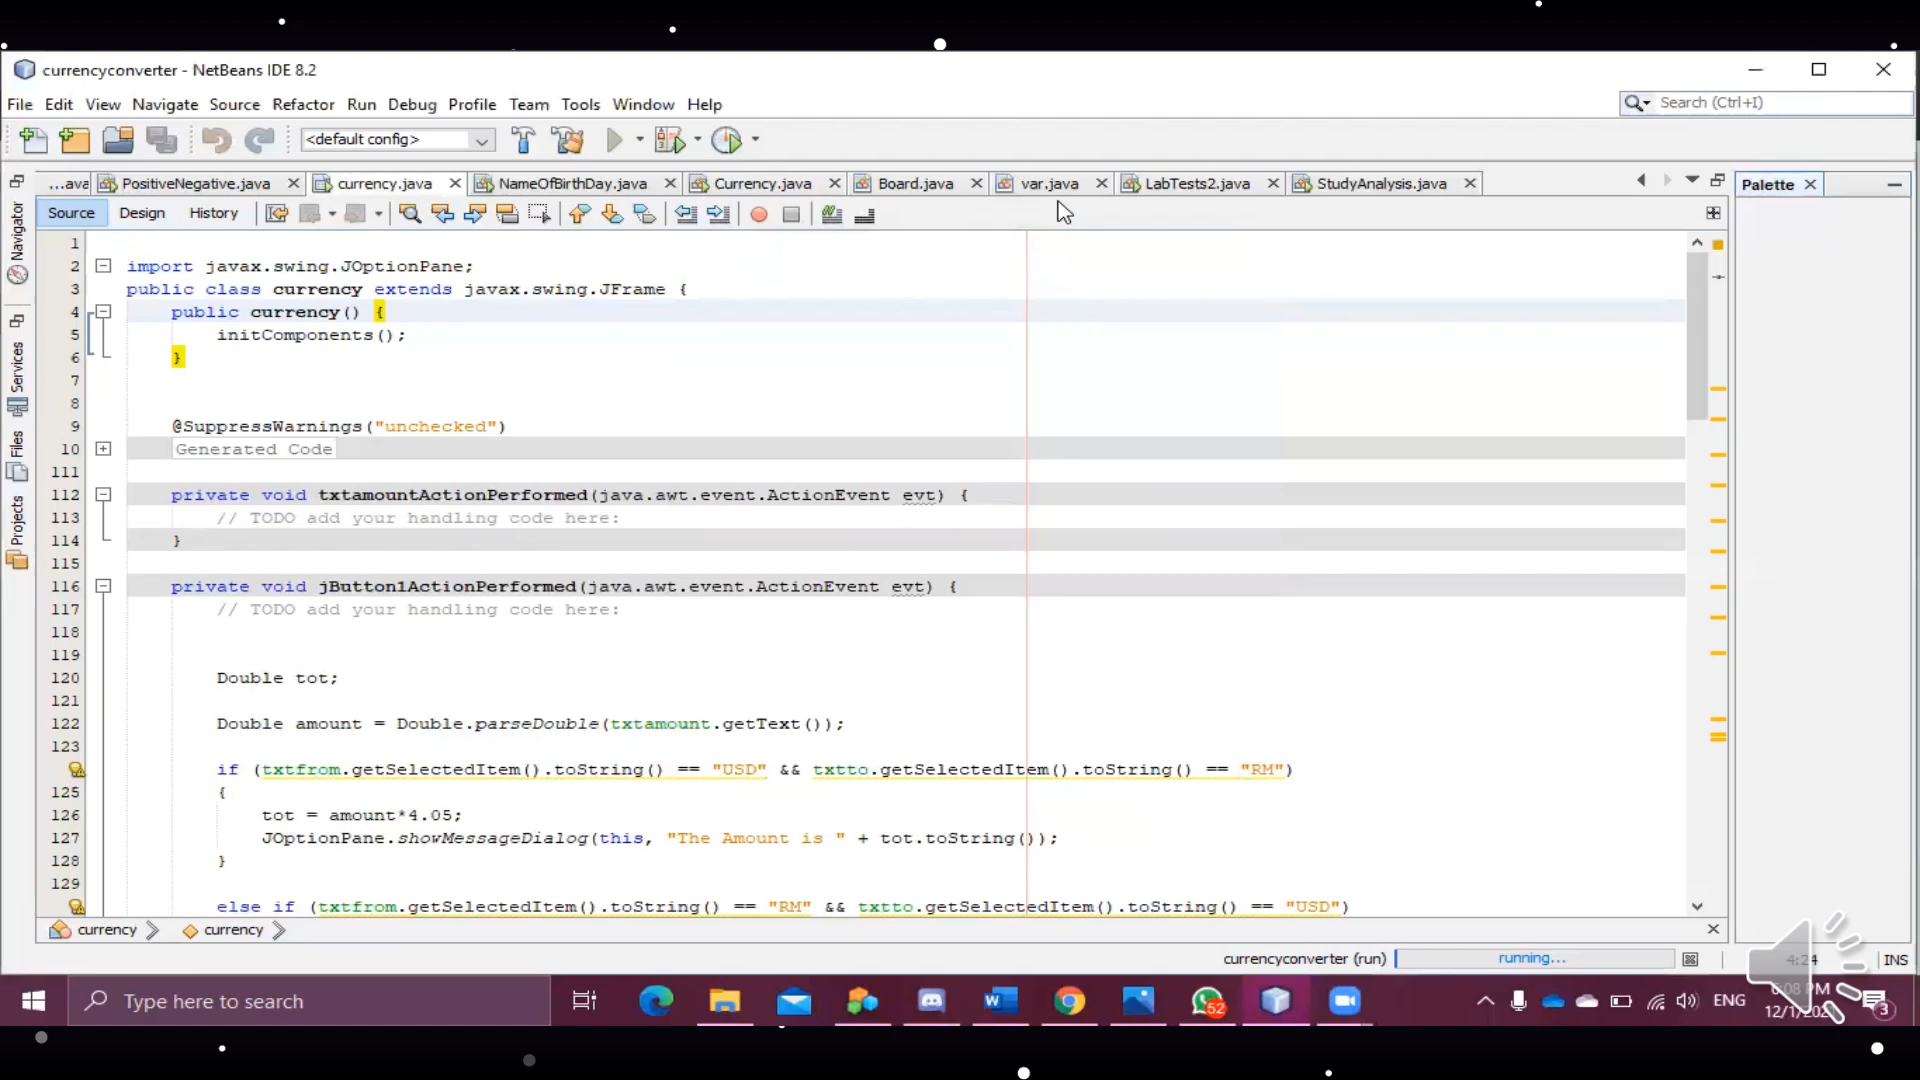 currencyconverter - NetBeans IDE 8.2
File Edit View Navigate Source Refactor Run Debug Profile Team Tools Window Help
Search (Ctrl+I)
<default config>
...ava PositiveNegative.java currency.java NameOfBirthDay.java Currency.java Board.java var.java LabTests2.java StudyAnalysis.java
Palette
Source Design History
Navigator
Services
Files
Projects
1
2 import javax.swing.JOptionPane;
3 public class currency extends javax.swing.JFrame {
4 public currency() {
5 initComponents();
6 }
7
8
9 @SuppressWarnings("unchecked")
10 Generated Code
111
112 private void txtamountActionPerformed(java.awt.event.ActionEvent evt) {
113 // TODO add your handling code here:
114 }
115
116 private void jButton1ActionPerformed(java.awt.event.ActionEvent evt) {
117 // TODO add your handling code here:
118
119
120 Double tot;
121
122 Double amount = Double.parseDouble(txtamount.getText());
123
if (txtfrom.getSelectedItem().toString() == "USD" && txtto.getSelectedItem().toString() == "RM")
125 {
126 tot = amount*4.05;
127 JOptionPane.showMessageDialog(this, "The Amount is " + tot.toString());
128 }
129
else if (txtfrom.getSelectedItem().toString() == "RM" && txtto.getSelectedItem().toString() == "USD")
currency currency
currencyconverter (run) running... 4:24 INS
Type here to search
52
ENG
PM
3